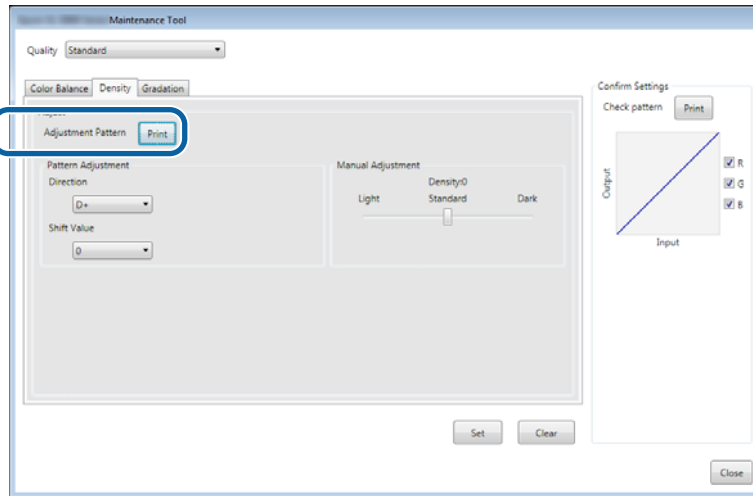 Maintenance Tool
Quality Standard
Color Balance Density Gradation
Adjustment Pattern Print
Pattern Adjustment
Direction
D+
Shift Value
0
Manual Adjustment
Density:0
Light Standard Dark
Set Clear
Confirm Settings
Check pattern Print
Output
R
G
B
Input
Close